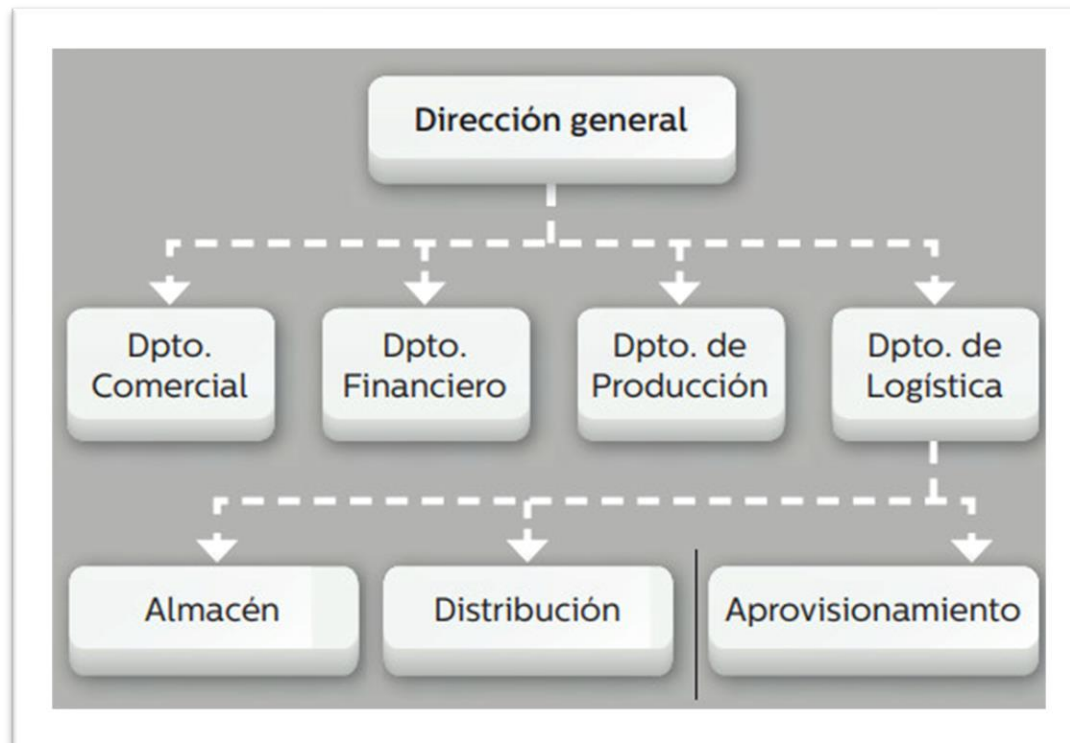 Dirección general
Dpto.
Comercial
Dpto.
Financiero
Dpto. de
Producción
Dpto. de
Logística
Almacén
Distribución
Aprovisionamiento